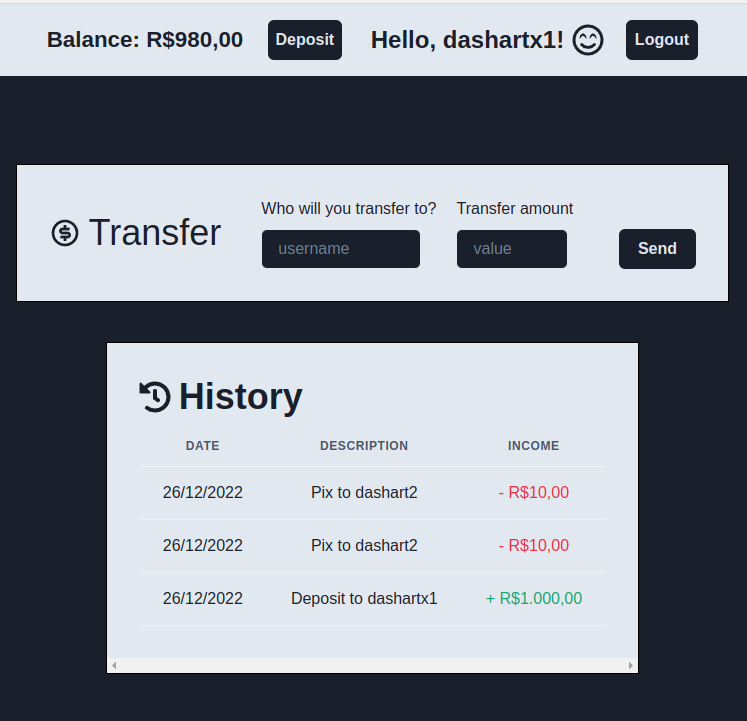 Balance: R$980,00 Deposit Hello, dashartx1! Logout
Transfer
Who will you transfer to? Transfer amount
username value Send
History
DATE DESCRIPTION INCOME
26/12/2022 Pix to dashart2 - R$10,00
26/12/2022 Pix to dashart2 - R$10,00
26/12/2022 Deposit to dashartx1 + R$1.000,00